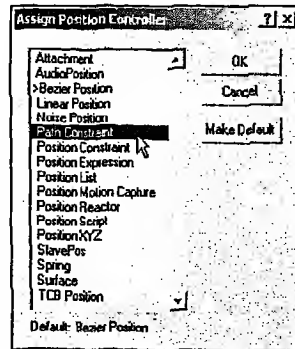 Assign Position Controller
Attachment
AudioPosition
>Bezier Position
Linear Position
Noise Position
Path Constraint
Position Constraint
Position Expression
Position List
Position Motion Capture
Position Reactor
Position Script
PositionXYZ
SlavePos
Spring
Surface
TCB Position
OK
Cancel
Make Default
Default: Bezier Position